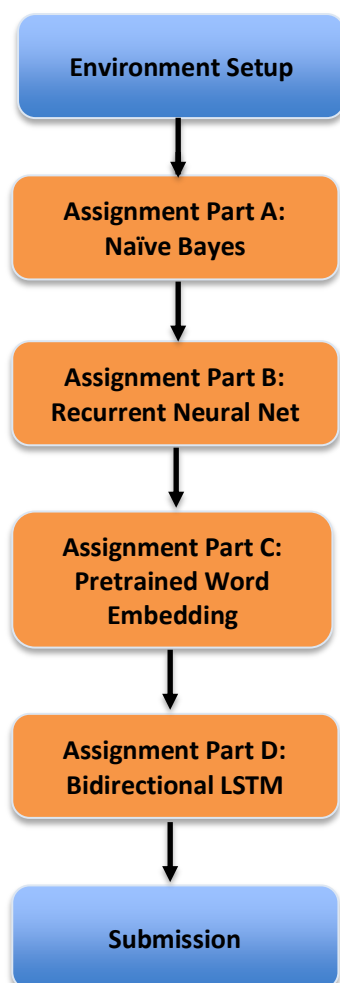 Environment Setup
Assignment Part A:
Naïve Bayes
Assignment Part B:
Recurrent Neural Net
Assignment Part C:
Pretrained Word
Embedding
Assignment Part D:
Bidirectional LSTM
Submission